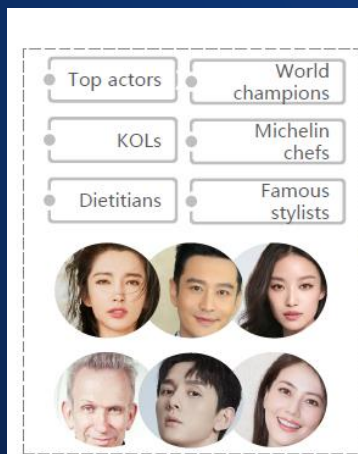 Top actors
World
champions
KOLs
Michelin
chefs
Dietitians
Famous
stylists